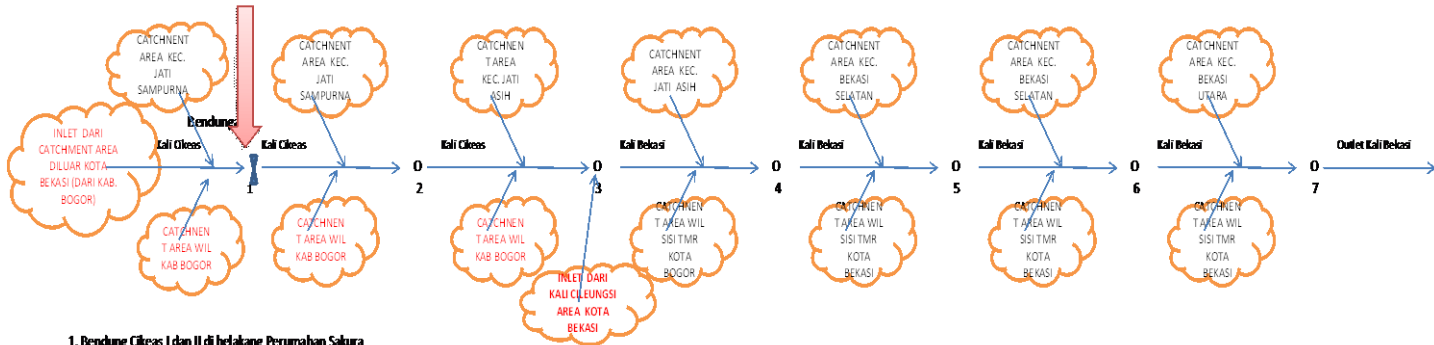 CATCHNENT
AREA KEC.
JATI
SAMPURNA
CATCHNENT
AREA KEC.
JATI
SAMPURNA
CATCHNEN
T AREA
KEC. JATI
ASIH
CATCHNENT
AREA KEC.
JATI ASIH
CATCHNENT
AREA KEC.
BEKASI
SELATAN
CATCHNENT
AREA KEC.
BEKASI
SELATAN
CATCHNENT
AREA KEC.
BEKASI
UTARA
INLET DARI
CATCHMENT AREA
DILUAR KOTA
BEKASI (DARI KAB.
BOGOR)
Kali Cikeas
Kali Cikeas
Kali Cikeas
Kali Bekasi
Kali Bekasi
Kali Bekasi
Kali Bekasi
Outlet Kali Bekasi
0 0 0 0 0 0
1 2 3 4 5 6 7
CATCHNEN
T AREA WIL
KAB BOGOR
CATCHNEN
T AREA WIL
KAB BOGOR
CATCHNEN
T AREA WIL
KAB BOGOR
INLET DARI
KALI CILEUNGSI
AREA KOTA
BEKASI
CATCHNEN
T AREA WIL
SISI TMR
KOTA
BOGOR
CATCHNEN
T AREA WIL
SISI TMR
KOTA
BEKASI
CATCHNEN
T AREA WIL
SISI TMR
KOTA
BEKASI
CATCHNEN
T AREA WIL
SISI TMR
KOTA
BEKASI
1. Bendung Cikeas I dan II di belakang Perumahan Sakura